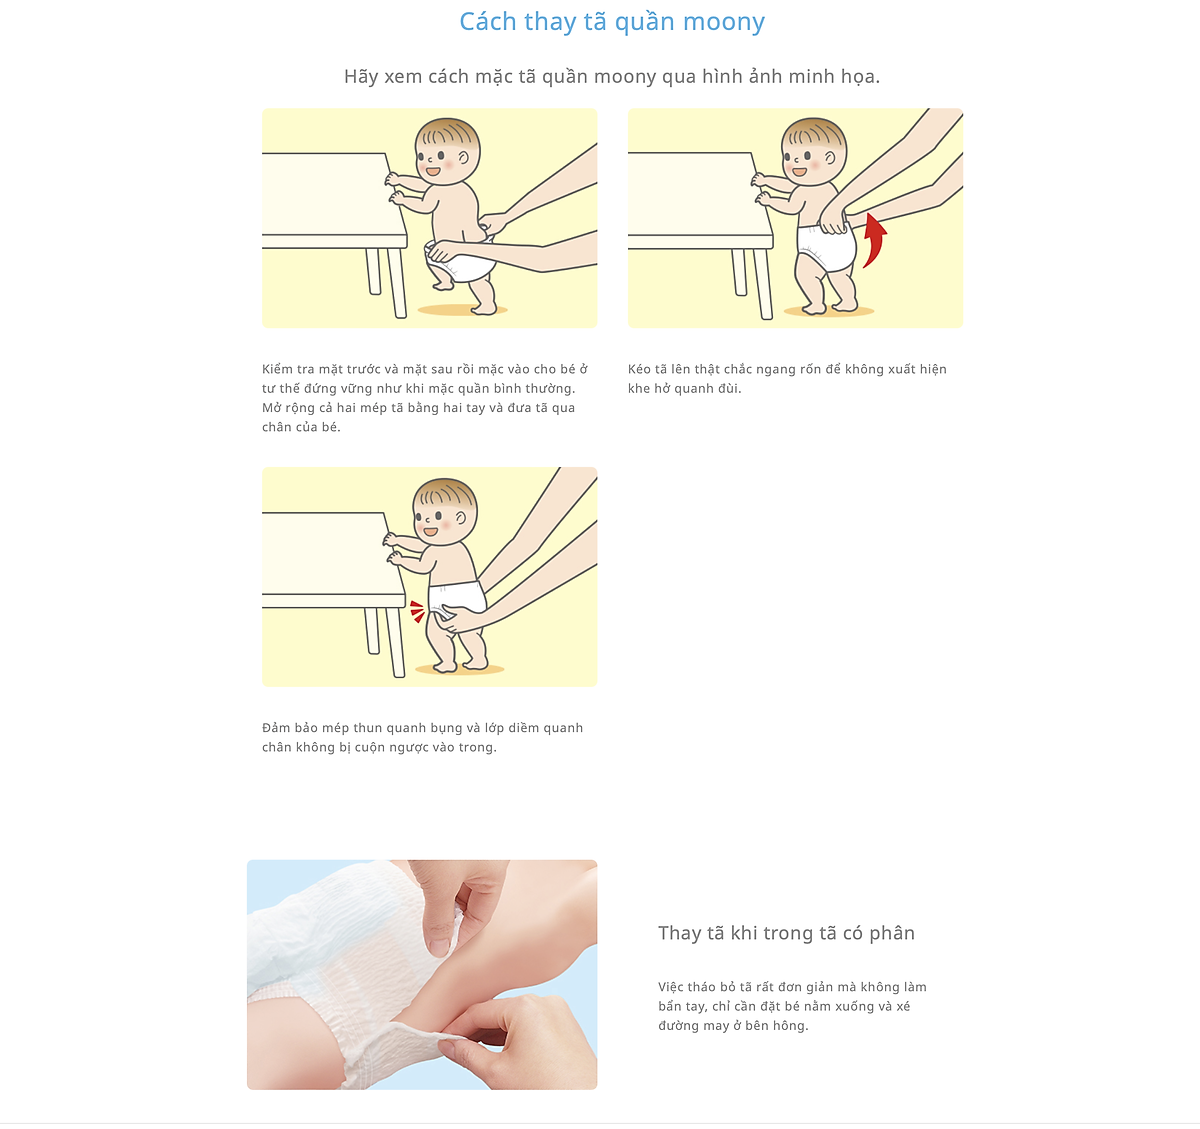 Cách thay tã quần moony
Hãy xem cách mặc tã quần moony qua hình ảnh minh họa.
Kiểm tra mặt trước và mặt sau rồi mặc vào cho bé ở
tư thế đứng vững như khi mặc quần bình thường.
Mở rộng cả hai mép tã bằng hai tay và đưa tã qua
chân của bé.
Kéo tã lên thật chắc ngang rốn để không xuất hiện
khe hở quanh đùi.
Đảm bảo mép thun quanh bụng và lớp diềm quanh
chân không bị cuộn ngược vào trong.
Thay tã khi trong tã có phân
Việc tháo bỏ tã rất đơn giản mà không làm
bẩn tay, chỉ cần đặt bé nằm xuống và xé
đường may ở bên hông.